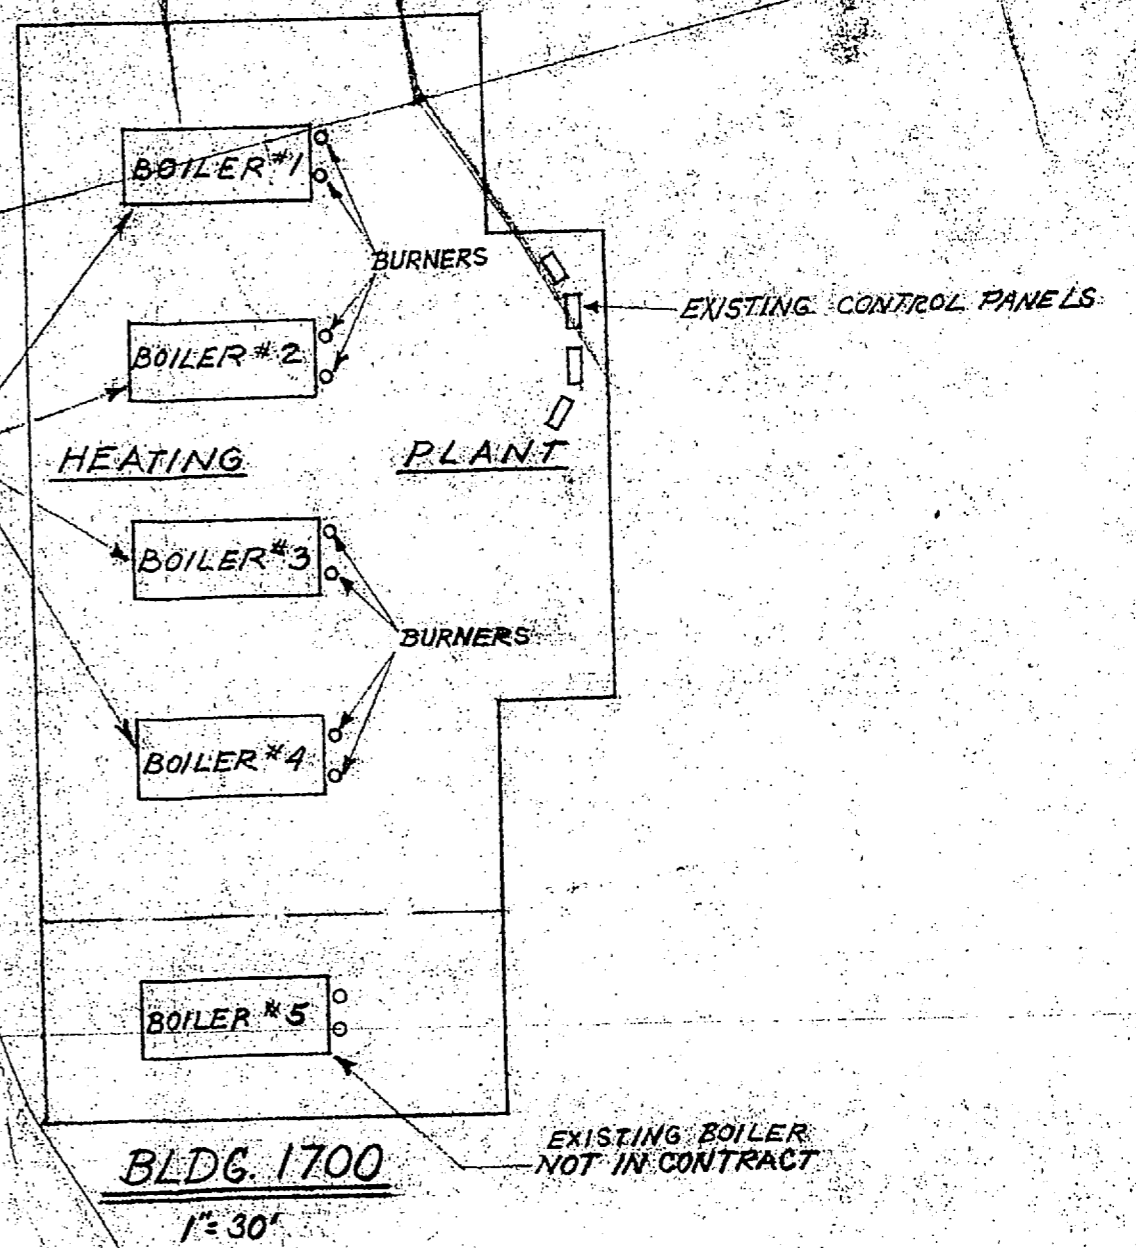 BOILER #1
BURNERS
EXISTING CONTROL PANELS
BOILER #2
HEATING PLANT
BOILER #3
BURNERS
BOILER #4
BOILER #5
EXISTING BOILER
NOT IN CONTRACT
BLDG. 1700
1"=30'